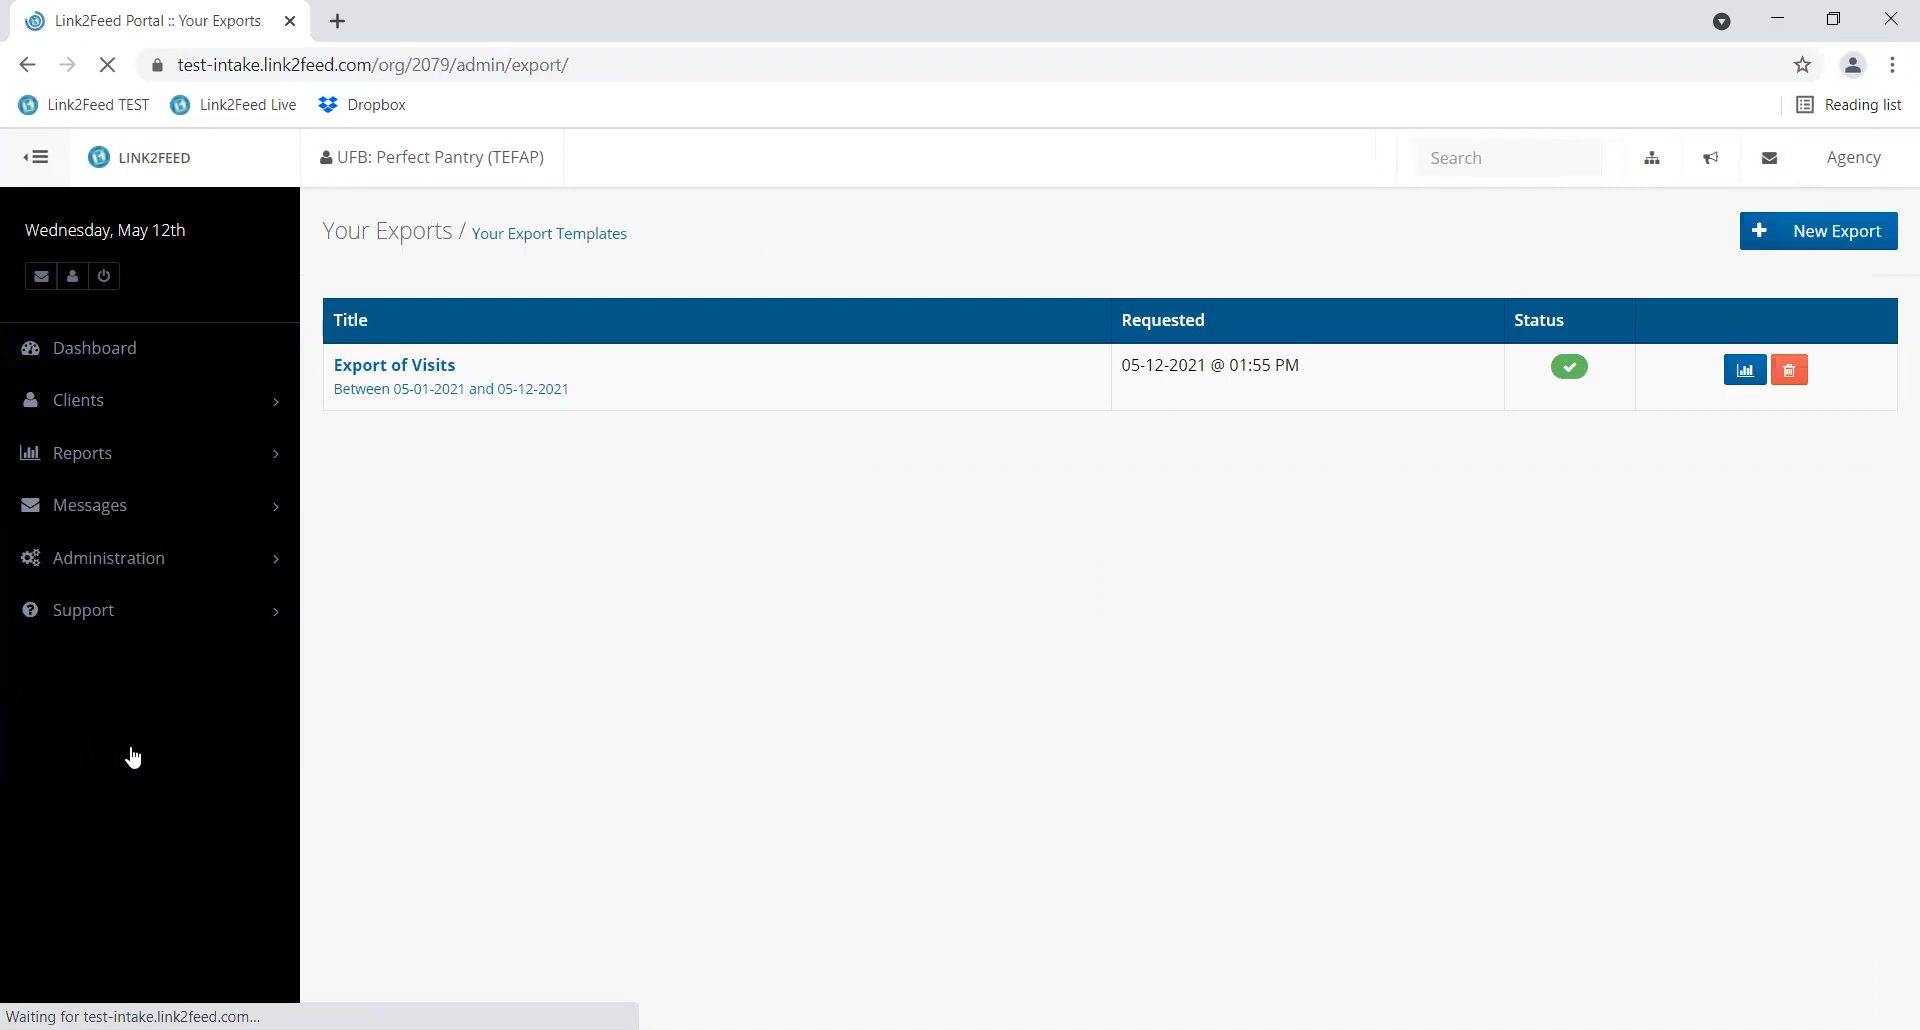 Link2Feed Portal :: Your Exports
test-intake.link2feed.com/org/2079/admin/export/
Link2Feed TEST
Link2Feed Live
Dropbox
Reading list
LINK2FEED
UFB: Perfect Pantry (TEFAP)
Search
Agency
Wednesday, May 12th
Your Exports / Your Export Templates
New Export
Title
Requested
Status
Export of Visits
Between 05-01-2021 and 05-12-2021
05-12-2021 @ 01:55 PM
Dashboard
Clients
Reports
Messages
Administration
Support
Waiting for test-intake.link2feed.com...